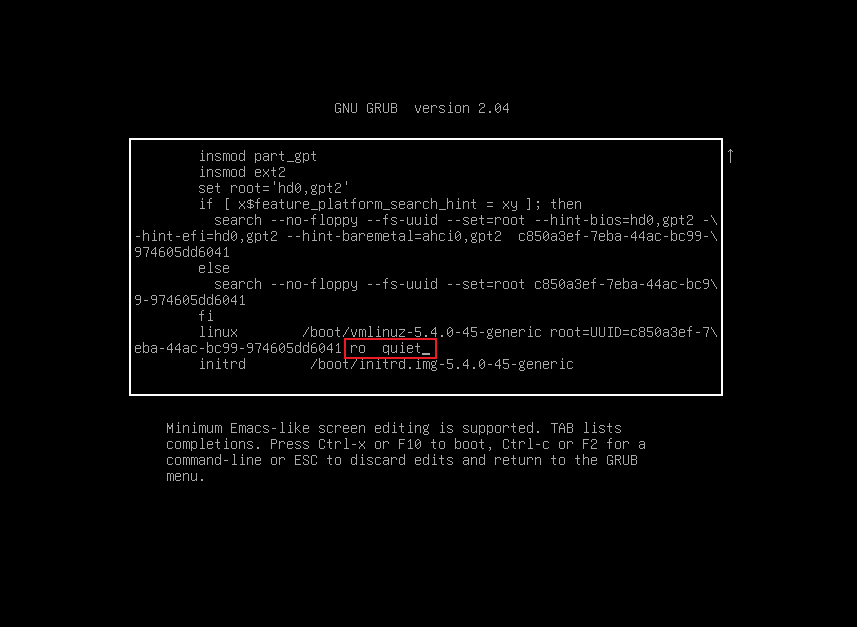 GNU GRUB  version 2.04
↑
insmod part_gpt
insmod ext2
set root='hd0,gpt2'
if [ x$feature_platform_search_hint = xy ]; then
search --no-floppy --fs-uuid --set=root --hint-bios=hd0,gpt2 -\
-hint-efi=hd0,gpt2 --hint-baremetal=ahci0,gpt2  c850a3ef-7eba-44ac-bc99-\
974605dd6041
else
search --no-floppy --fs-uuid --set=root c850a3ef-7eba-44ac-bc9\
9-974605dd6041
fi
linux        /boot/vmlinuz-5.4.0-45-generic root=UUID=c850a3ef-7\
eba-44ac-bc99-974605dd6041 ro  quiet_
initrd        /boot/initrd.img-5.4.0-45-generic
Minimum Emacs-like screen editing is supported. TAB lists
completions. Press Ctrl-x or F10 to boot, Ctrl-c or F2 for a
command-line or ESC to discard edits and return to the GRUB
menu.